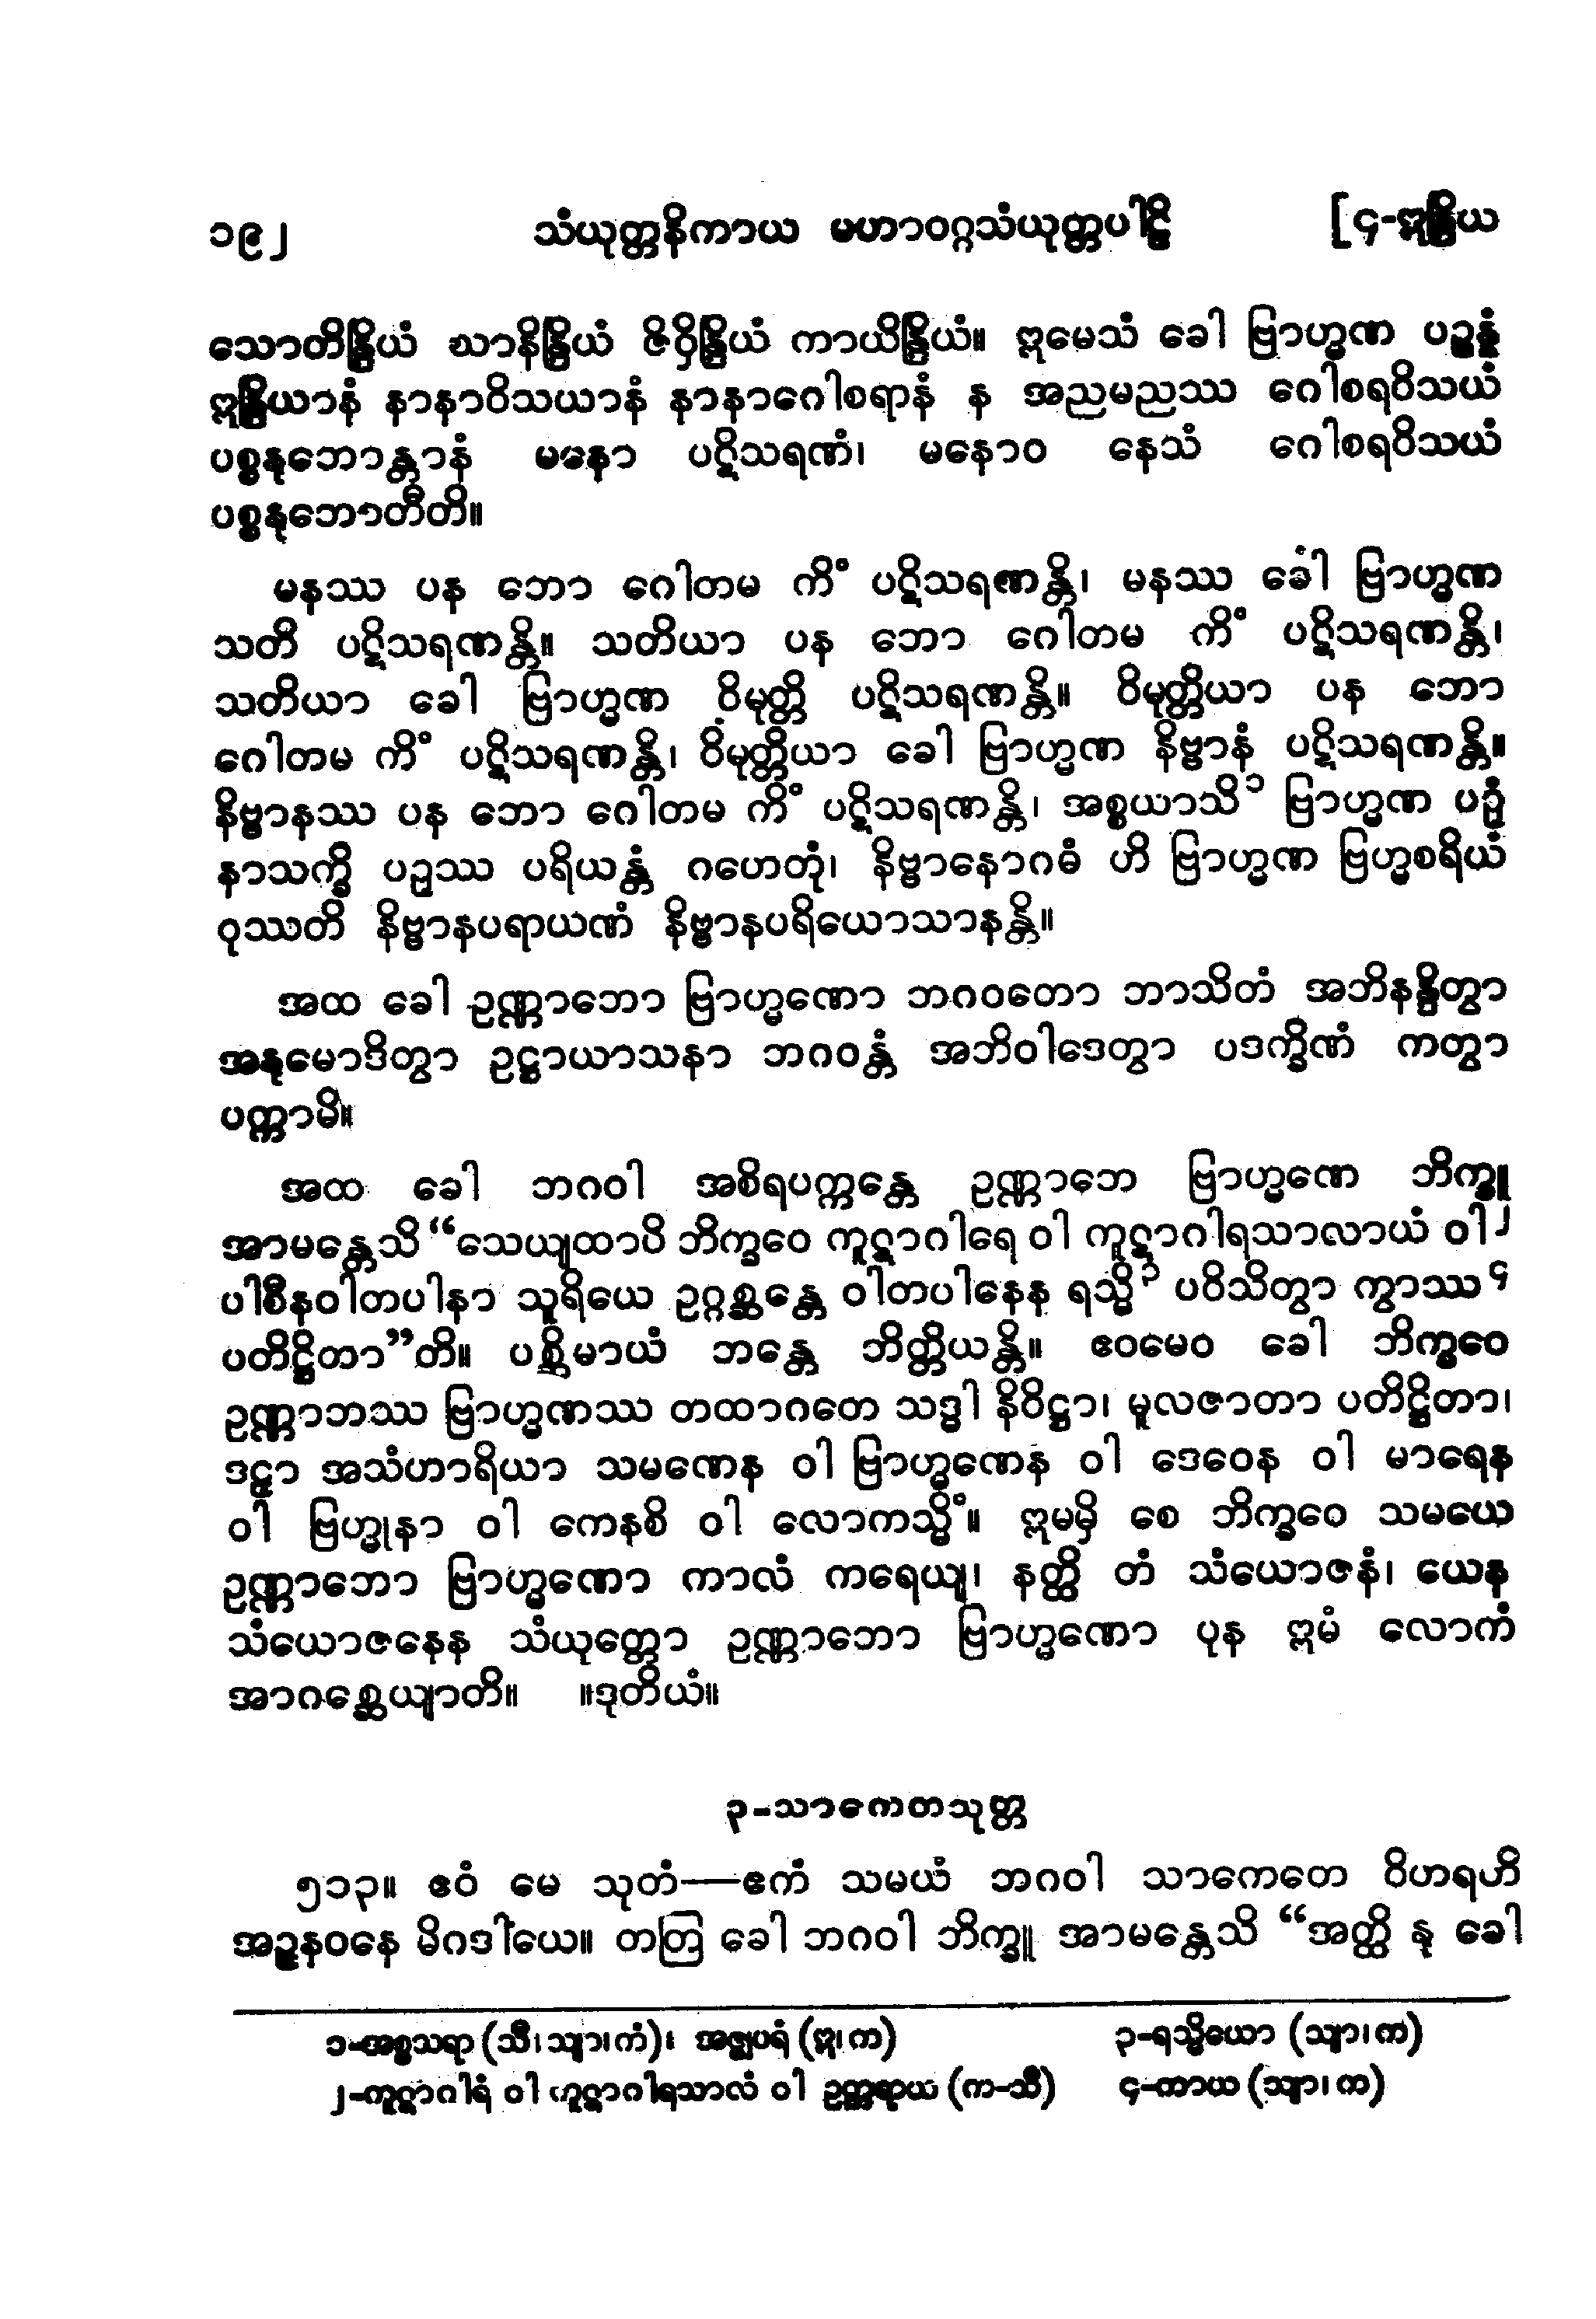 ၁၉၂ သံယုတ္တနိကာယ မဟာဝဂ္ဂသံယုတ္တပါဠိ [၄-ဣန္ဒြိယ
သောတိန္ဒြိယံ ဃာနိန္ဒြိယံ ဇိဝှိန္ဒြိယံ ကာယိန္ဒြိယံ။ ဣမေသံ ခေါ ဗြာဟ္မဏ ပဉ္စန္နံ
ဣန္ဒြိယာနံ နာနာဝိသယာနံ နာနာဂေါစရာနံ န အညမညဿ ဂေါစရဝိသယံ
ပစ္စနုဘောန္တာနံ မနော ပဋိသရဏံ၊ မနောဝ နေသံ ဂေါစရဝိသယံ
ပစ္စနုဘောတီတိ။
မနဿ ပန ဘော ဂေါတမ ကိံ ပဋိသရဏန္တိ၊ မနဿ ခေါ ဗြာဟ္မဏ
သတိ ပဋိသရဏန္တိ။ သတိယာ ပန ဘော ဂေါတမ ကိံ ပဋိသရဏန္တိ၊
သတိယာ ခေါ ဗြာဟ္မဏ ဝိမုတ္တိ ပဋိသရဏန္တိ။ ဝိမုတ္တိယာ ပန ဘော
ဂေါတမ ကိံ ပဋိသရဏန္တိ၊ ဝိမုတ္တိယာ ခေါ ဗြာဟ္မဏ နိဗ္ဗာနံ ပဋိသရဏန္တိ။
နိဗ္ဗာနဿ ပန ဘော ဂေါတမ ကိံ ပဋိသရဏန္တိ၊ အစ္စယာသိ ၁ ဗြာဟ္မဏ ပဉှံ
နာသက္ခိ ပဉှဿ ပရိယန္တံ ဂဟေတုံ၊ နိဗ္ဗာနောဂဓံ ဟိ ဗြာဟ္မဏ ဗြဟ္မစရိယံ
ဝုဿတိ နိဗ္ဗာနပရာယဏံ နိဗ္ဗာနပရိယောသာနန္တိ။
အထ ခေါ ဥဏ္ဏာဘော ဗြာဟ္မဏော ဘဂဝတော ဘာသိတံ အဘိနန္ဒိတွာ
အနုမောဒိတွာ ဥဋ္ဌာယာသနာ ဘဂဝန္တံ အဘိဝါဒေတွာ ပဒက္ခိဏံ ကတွာ
ပက္ကာမိ။
အထ ခေါ ဘဂဝါ အစိရပက္ကန္တေ ဥဏ္ဏာဘေ ဗြာဟ္မဏေ ဘိက္ခူ
အာမန္တေသိ “သေယျထာပိ ဘိက္ခဝေ ကူဋာဂါရေ ဝါ ကူဋာဂါရသာလာယံ ဝါ ၂
ပါစီနဝါတပါနာ သူရိယေ ဥဂ္ဂစ္ဆန္တေ ဝါတပါနေန ရသ္မိ ၃ ပဝိသိတွာ ကွာဿ ၄
ပတိဋ္ဌိတာ”တိ။ ပစ္ဆိမာယံ ဘန္တေ ဘိတ္တိယန္တိ။ ဧဝမေဝ ခေါ ဘိက္ခဝေ
ဥဏ္ဏာဘဿ ဗြာဟ္မဏဿ တထာဂတေ သဒ္ဓါ နိဝိဋ္ဌာ၊ မူလဇာတာ ပတိဋ္ဌိတာ၊
ဒဠှာ အသံဟာရိယာ သမဏေန ဝါ ဗြာဟ္မဏေန ဝါ ဒေဝေန ဝါ မာရေန
ဝါ ဗြဟ္မုနာ ဝါ ကေနစိ ဝါ လောကသ္မိံ။ ဣမမှိ စေ ဘိက္ခဝေ သမယေ
ဥဏ္ဏာဘော ဗြာဟ္မဏော ကာလံ ကရေယျ၊ နတ္ထိ တံ သံယောဇနံ၊ ယေန
သံယောဇနေန သံယုတ္တော ဥဏ္ဏာဘော ဗြာဟ္မဏော ပုန ဣမံ လောကံ
အာဂစ္ဆေယျာတိ။ ။ဒုတိယံ။
၃-သာကေတသုတ္တ
၅၁၃။ ဧဝံ မေ သုတံ—ဧကံ သမယံ ဘဂဝါ သာကေတေ ဝိဟရတိ
အဉ္ဇနဝနေ မိဂဒါယေ။ တတြ ခေါ ဘဂဝါ ဘိက္ခူ အာမန္တေသိ “အတ္ထိ နု ခေါ
၁-အစ္စသရာ (သီ၊ သျာ၊ ကံ)၊ အဇ္ဈပရံ (ဣ၊ က) ၃-ရသ္မိယော (သျာ၊ က)
၂-ကူဋာဂါရံ ဝါ ကူဋာဂါရသာလံ ဝါ ဥတ္တရာယ (က-သီ) ၄-ကာယ (သျာ၊ က)